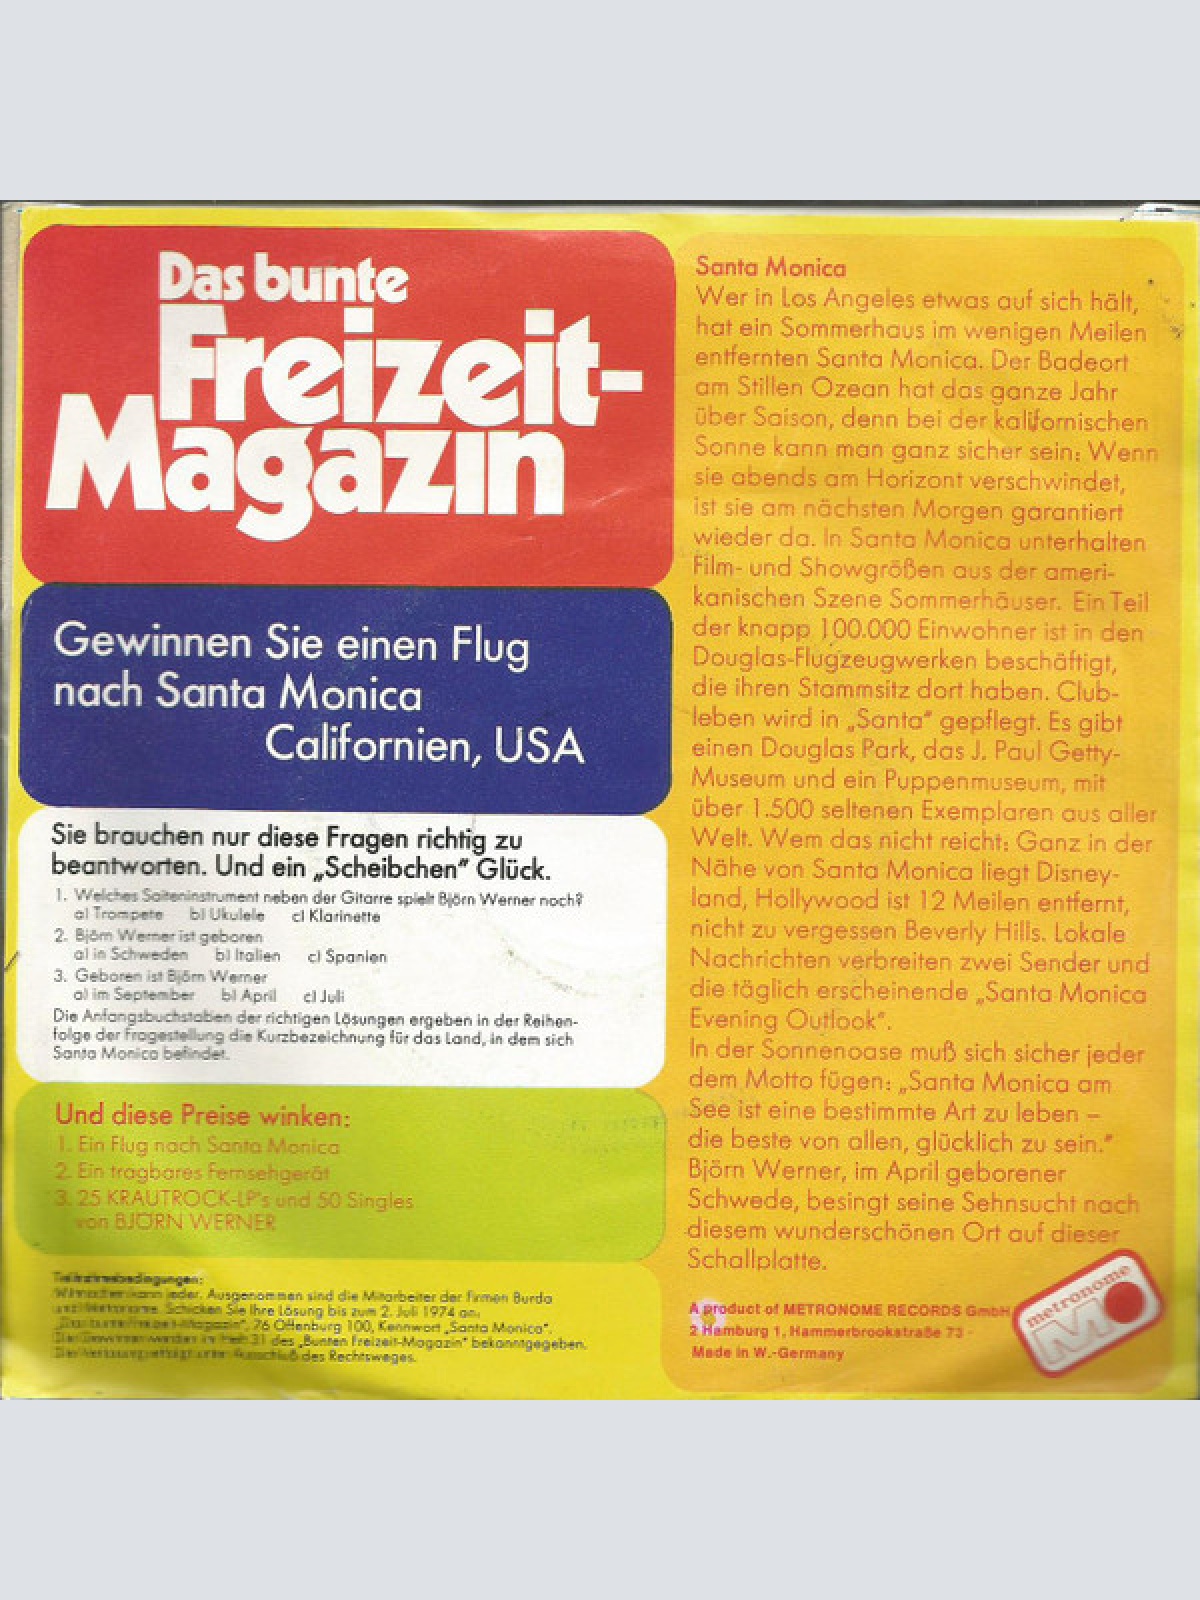 Das bunte
Freizeit-
Magazin
Gewinnen Sie einen Flug
nach Santa Monica
Californien, USA
Sie brauchen nur diese Fragen richtig zu
beantworten. Und ein „Scheibchen" Glück.
1. Welches Saiteninstrument neben der Gitarre spielt Björn Werner noch?
a) Trompete b) Ukulele c) Klarinette
2. Björn Werner ist geboren
a) in Schweden b) Italien c) Spanien
3. Geboren ist Björn Werner
a) im September b) April c) Juli
Die Anfangsbuchstaben der richtigen Lösungen ergeben in der Reihen-
folge der Fragestellung die Kurzbezeichnung für das Land, in dem sich
Santa Monica befindet.
Und diese Preise winken:
1. Ein Flug nach Santa Monica
2. Ein tragbares Fernsehgerät
3. 25 KRAUTROCK-LP's und 50 Singles
von BJÖRN WERNER
Teilnahmebedingungen:
Mitmachen kann jeder. Ausgenommen sind die Mitarbeiter der Firmen Burda
und Metronome. Schicken Sie Ihre Lösung bis zum 2. Juli 1974 an:
„Das bunte Freizeit-Magazin", 76 Offenburg 100, Kennwort „Santa Monica".
Die Gewinner werden im Heft 31 des „Bunten Freizeit-Magazin" bekanntgegeben.
Die Verlosung erfolgt unter Ausschluß des Rechtsweges.
Santa Monica
Wer in Los Angeles etwas auf sich hält,
hat ein Sommerhaus im wenigen Meilen
entfernten Santa Monica. Der Badeort
am Stillen Ozean hat das ganze Jahr
über Saison, denn bei der kalifornischen
Sonne kann man ganz sicher sein: Wenn
sie abends am Horizont verschwindet,
ist sie am nächsten Morgen garantiert
wieder da. In Santa Monica unterhalten
Film- und Showgrößen aus der ameri-
kanischen Szene Sommerhäuser. Ein Teil
der knapp 100.000 Einwohner ist in den
Douglas-Flugzeugwerken beschäftigt,
die ihren Stammsitz dort haben. Club-
leben wird in „Santa" gepflegt. Es gibt
einen Douglas Park, das J. Paul Getty-
Museum und ein Puppenmuseum, mit
über 1.500 seltenen Exemplaren aus aller
Welt. Wem das nicht reicht: Ganz in der
Nähe von Santa Monica liegt Disney-
land, Hollywood ist 12 Meilen entfernt,
nicht zu vergessen Beverly Hills. Lokale
Nachrichten verbreiten zwei Sender und
die täglich erscheinende „Santa Monica
Evening Outlook".
In der Sonnenoase muß sich sicher jeder
dem Motto fügen: „Santa Monica am
See ist eine bestimmte Art zu leben –
die beste von allen, glücklich zu sein."
Björn Werner, im April geborener
Schwede, besingt seine Sehnsucht nach
diesem wunderschönen Ort auf dieser
Schallplatte.
A product of METRONOME RECORDS GmbH
2 Hamburg 1, Hammerbrookstraße 73
Made in W.-Germany
metronome